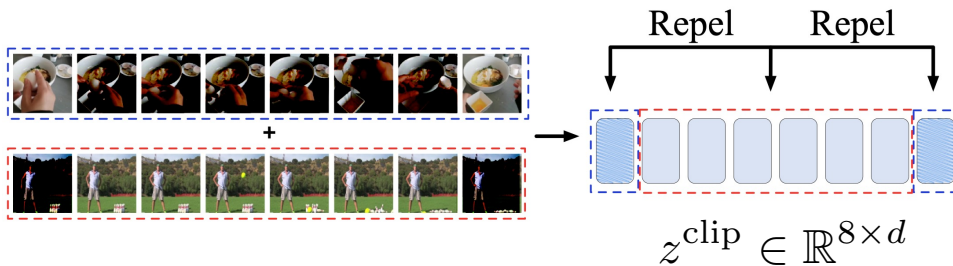 Repel Repel
+
z^clip ∈ ℝ^{8×d}